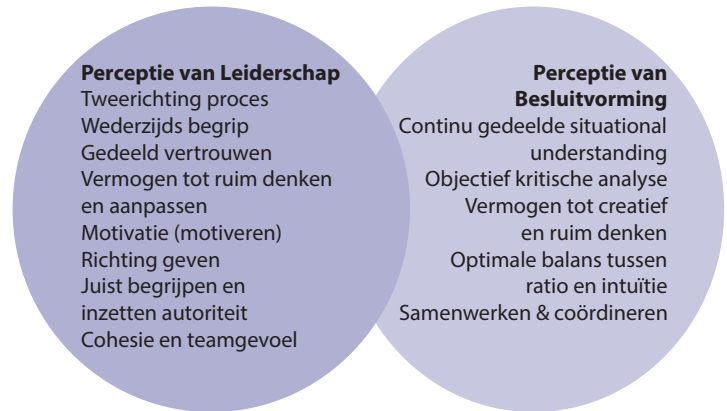 Perceptie van Leiderschap
Tweerichting proces
Wederzijds begrip
Gedeeld vertrouwen
Vermogen tot ruim denken
en aanpassen
Motivatie (motiveren)
Richting geven
Juist begrijpen en
inzetten autoriteit
Cohesie en teamgevoel
Perceptie van
Besluitvorming
Continu gedeelde situational
understanding
Objectief kritische analyse
Vermogen tot creatief
en ruim denken
Optimale balans tussen
ratio en intuïtie
Samenwerken & coördineren